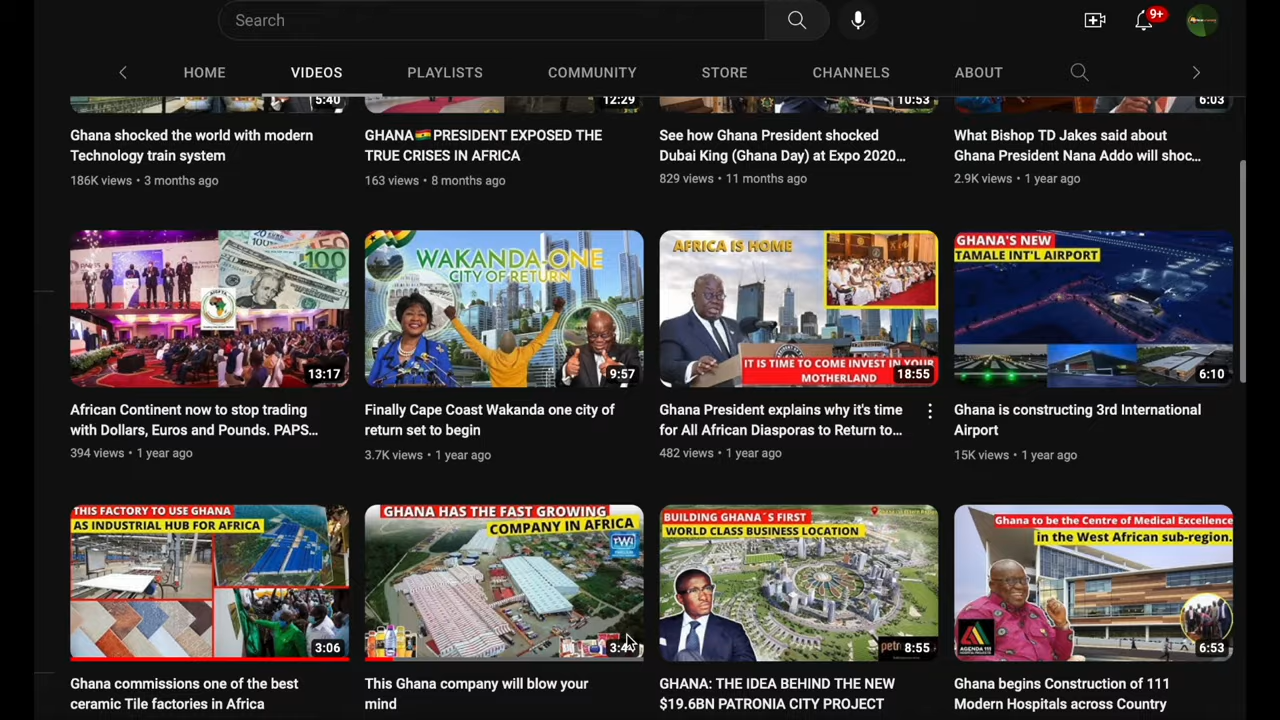 Search
9+
HOME
VIDEOS
PLAYLISTS
COMMUNITY
STORE
CHANNELS
ABOUT
5:40
12:29
10:53
6:03
Ghana shocked the world with modern
Technology train system
186K views • 3 months ago
GHANA🇬🇭PRESIDENT EXPOSED THE
TRUE CRISES IN AFRICA
163 views • 8 months ago
See how Ghana President shocked
Dubai King (Ghana Day) at Expo 2020...
829 views • 11 months ago
What Bishop TD Jakes said about
Ghana President Nana Addo will shoc...
2.9K views • 1 year ago
100
13:17
African Continent now to stop trading
with Dollars, Euros and Pounds. PAPS...
394 views • 1 year ago
WAKANDA ONE
CITY OF RETURN
9:57
Finally Cape Coast Wakanda one city of
return set to begin
3.7K views • 1 year ago
AFRICA IS HOME
IT IS TIME TO COME INVEST IN YOUR
MOTHERLAND
18:55
Ghana President explains why it's time
for All African Diasporas to Return to...
482 views • 1 year ago
GHANA'S NEW
TAMALE INT'L AIRPORT
6:10
Ghana is constructing 3rd International
Airport
15K views • 1 year ago
THIS FACTORY TO USE GHANA
AS INDUSTRIAL HUB FOR AFRICA
3:06
Ghana commissions one of the best
ceramic Tile factories in Africa
GHANA HAS THE FAST GROWING
COMPANY IN AFRICA
This Ghana company will blow your
mind
BUILDING GHANA´S FIRST
WORLD CLASS BUSINESS LOCATION
petr
8:55
GHANA: THE IDEA BEHIND THE NEW
$19.6BN PATRONIA CITY PROJECT
Ghana to be the Centre of Medical Excellence
in the West African sub-region.
AGENDA 111
6:53
Ghana begins Construction of 111
Modern Hospitals across Country